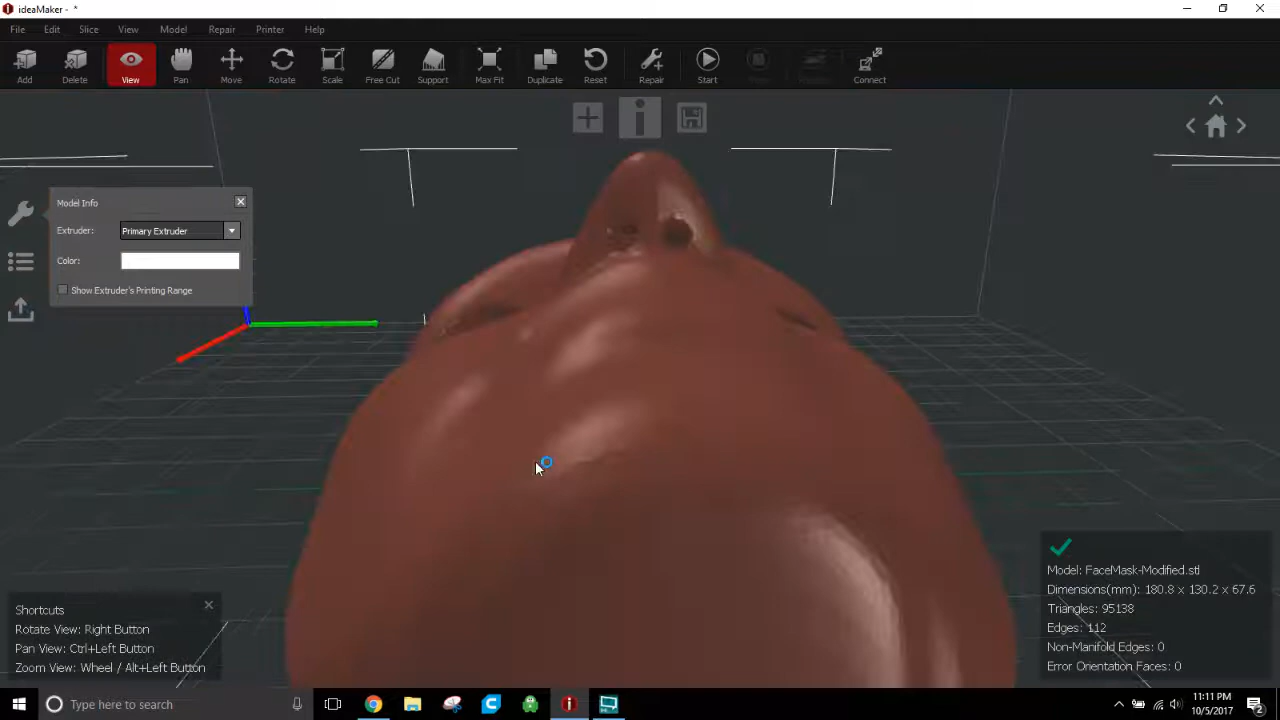 ideaMaker - *
File Edit Slice View Model Repair Printer Help
Add Delete View Pan Move Rotate Scale Free Cut Support Max Fit Duplicate Reset Repair Start Connect
Model Info
Extruder: Primary Extruder
Color:
Show Extruder's Printing Range
Shortcuts
Rotate View: Right Button
Pan View: Ctrl+Left Button
Zoom View: Wheel / Alt+Left Button
Model: FaceMask-Modified.stl
Dimensions(mm): 180.8 x 130.2 x 67.6
Triangles: 95138
Edges: 112
Non-Manifold Edges: 0
Error Orientation Faces: 0
Type here to search
11:11 PM
10/5/2017
2